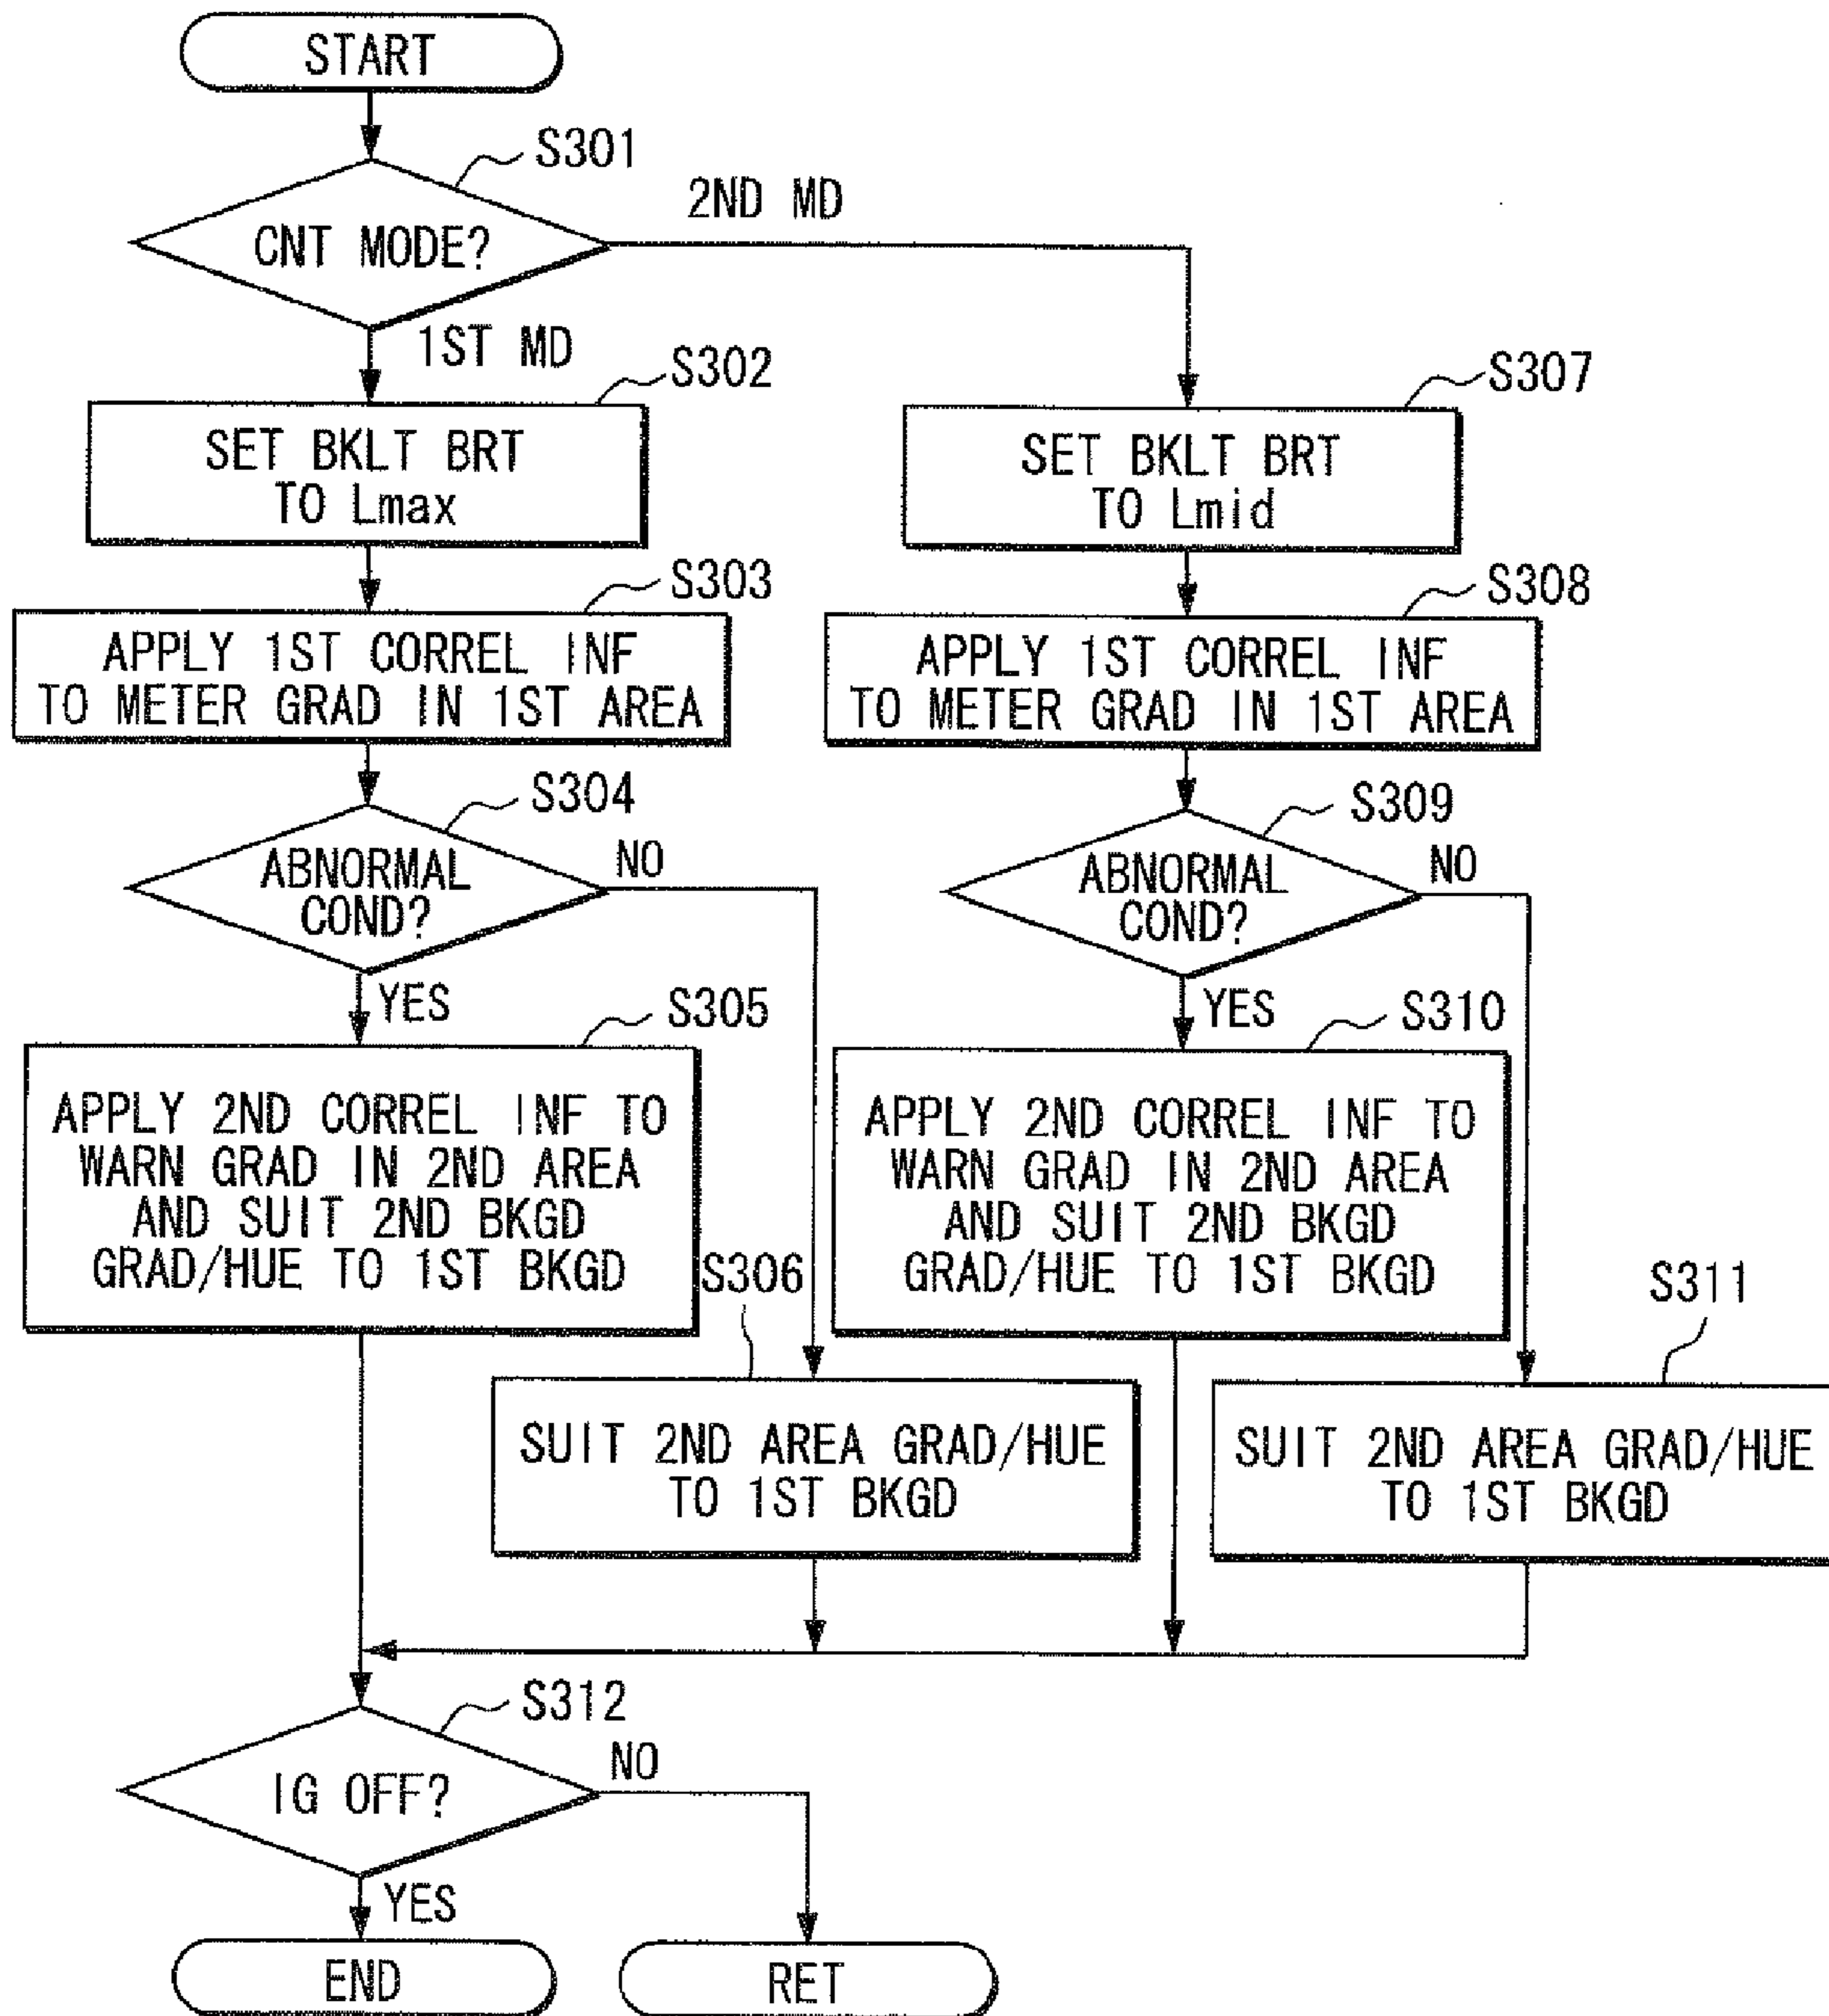 START
S301
CNT MODE?
2ND MD
1ST MD
S302
SET BKLT BRT
TO Lmax
S307
SET BKLT BRT
TO Lmid
S303
APPLY 1ST CORREL INF
TO METER GRAD IN 1ST AREA
S308
APPLY 1ST CORREL INF
TO METER GRAD IN 1ST AREA
S304
ABNORMAL
COND?
NO
YES
S309
ABNORMAL
COND?
NO
YES
S305
APPLY 2ND CORREL INF TO
WARN GRAD IN 2ND AREA
AND SUIT 2ND BKGD
GRAD/HUE TO 1ST BKGD
S310
APPLY 2ND CORREL INF TO
WARN GRAD IN 2ND AREA
AND SUIT 2ND BKGD
GRAD/HUE TO 1ST BKGD
S306
SUIT 2ND AREA GRAD/HUE
TO 1ST BKGD
S311
SUIT 2ND AREA GRAD/HUE
TO 1ST BKGD
S312
IG OFF?
NO
YES
END
RET